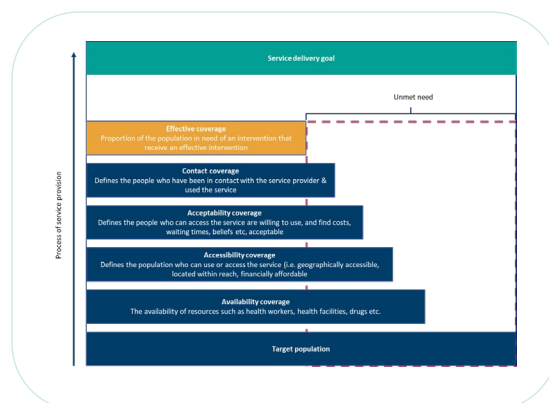 Service delivery goal
Unmet need
Effective coverage
Proportion of the population in need of an intervention that
receive an effective intervention
Contact coverage
Defines the people who have been in contact with the service provider &
used the service
Acceptability coverage
Defines the people who can access the service are willing to use, and find costs,
waiting times, beliefs etc, acceptable
Accessibility coverage
Defines the population who can use or access the service (i.e. geographically accessible,
located within reach, financially affordable
Availability coverage
The availability of resources such as health workers, health facilities, drugs etc.
Target population
Process of service provision